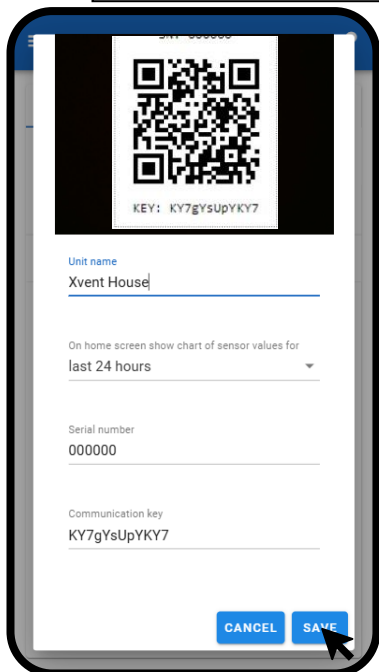 KEY: KY7gYsUpYKY7
Unit name
Xvent House
On home screen show chart of sensor values for
last 24 hours
Serial number
000000
Communication key
KY7gYsUpYKY7
CANCEL SAVE